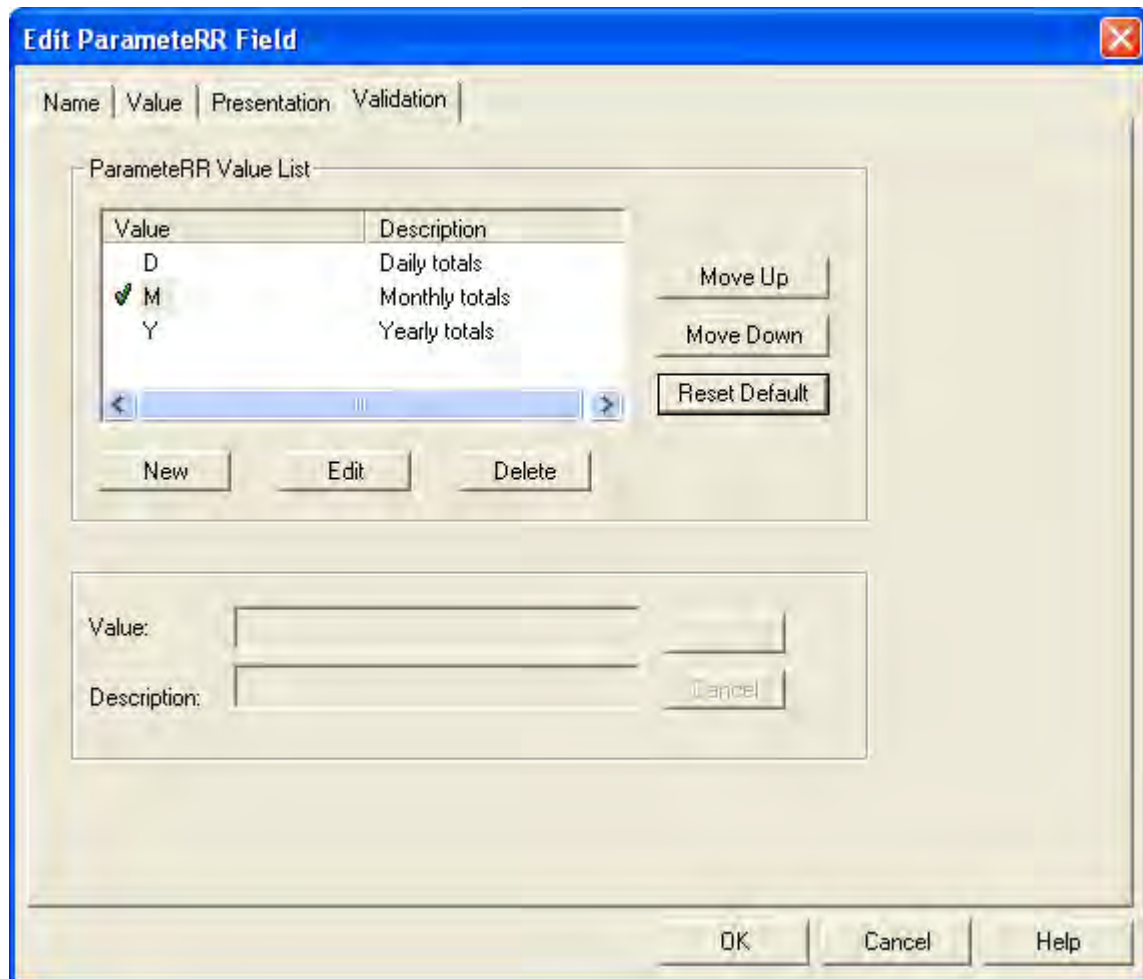 Edit ParameteRR Field
Name Value Presentation Validation
ParameteRR Value List
Value Description
D Daily totals
M Monthly totals
Y Yearly totals
Move Up
Move Down
Reset Default
New Edit Delete
Value:
Description:
Cancel
OK Cancel Help